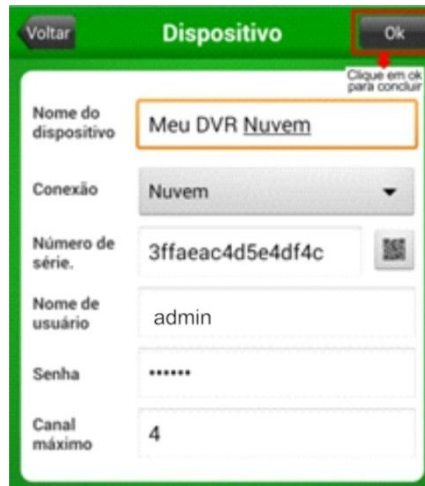 Voltar
Dispositivo
Ok
Clique em ok
para concluir
Nome do
dispositivo
Meu DVR Nuvem
Conexão
Nuvem
Número de
série.
3ffaeac4d5e4df4c
Nome de
usuário
admin
Senha
••••••
Canal
máximo
4